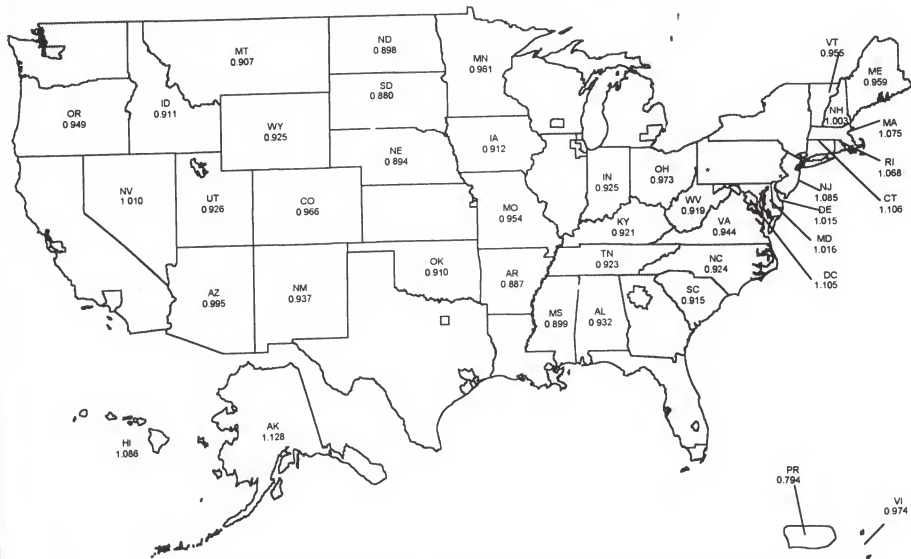 MT
0.907
ND
0.898
MN
0.961
VT
0.955
ME
0.959
OR
0.949
ID
0.911
SD
0.880
NH
1.003
MA
1.075
WY
0.925
IA
0.912
NE
0.894
RI
1.068
NV
1.010
UT
0.926
CO
0.966
IN
0.925
OH
0.973
WV
0.919
NJ
1.085
CT
1.106
DE
1.015
MO
0.954
KY
0.921
VA
0.944
MD
1.016
DC
1.105
AZ
0.995
NM
0.937
OK
0.910
AR
0.887
TN
0.923
NC
0.924
SC
0.915
MS
0.899
AL
0.932
HI
1.086
AK
1.128
PR
0.794
VI
0.974